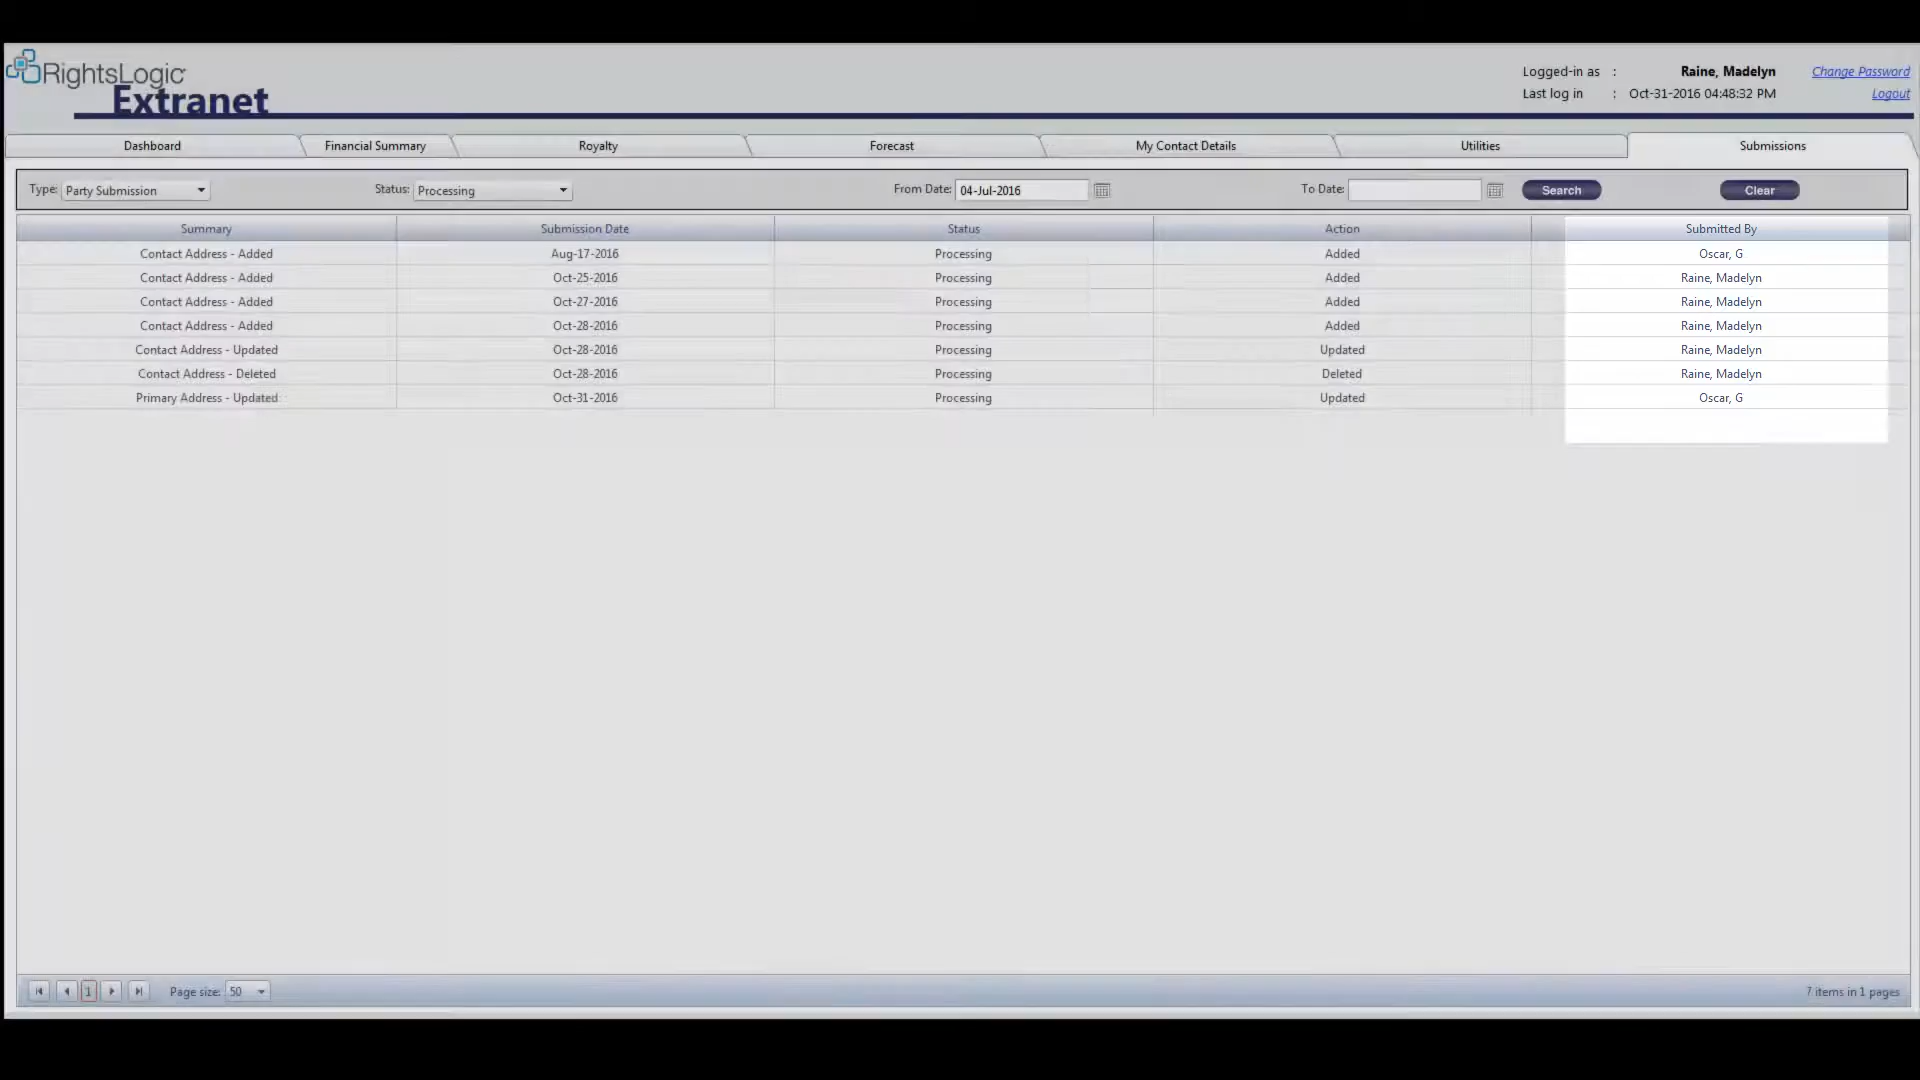 RightsLogic
Extranet
Logged-in as : Raine, Madelyn Change Password
Last log in : Oct-31-2016 04:48:32 PM Logout
Dashboard Financial Summary Royalty Forecast My Contact Details Utilities Submissions
Type: Party Submission Status: Processing From Date: 04-Jul-2016 To Date: Search Clear
Summary Submission Date Status Action Submitted By
Contact Address - Added Aug-17-2016 Processing Added Oscar, G
Contact Address - Added Oct-25-2016 Processing Added Raine, Madelyn
Contact Address - Added Oct-27-2016 Processing Added Raine, Madelyn
Contact Address - Added Oct-28-2016 Processing Added Raine, Madelyn
Contact Address - Updated Oct-28-2016 Processing Updated Raine, Madelyn
Contact Address - Deleted Oct-28-2016 Processing Deleted Raine, Madelyn
Primary Address - Updated Oct-31-2016 Processing Updated Oscar, G
1 Page size: 50 7 items in 1 pages